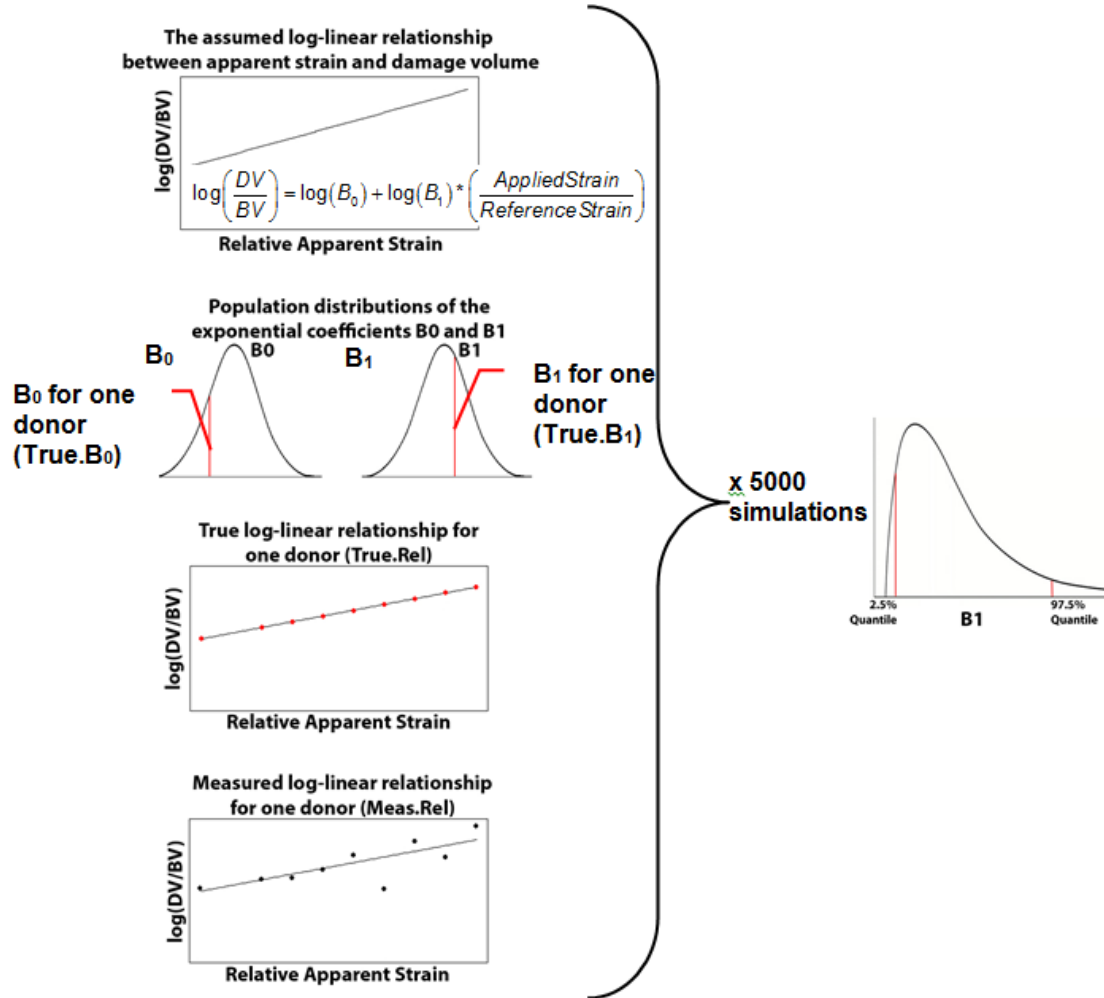 The assumed log-linear relationship
between apparent strain and damage volume
log(DV/BV)
log(DV/BV) = log(B₀) + log(B₁) * (AppliedStrain/ReferenceStrain)
Relative Apparent Strain
Population distributions of the
exponential coefficients B0 and B1
B₀
B0
B₁
B1
B₀ for one
donor
(True.B₀)
B₁ for one
donor
(True.B₁)
True log-linear relationship for
one donor (True.Rel)
log(DV/BV)
Relative Apparent Strain
Measured log-linear relationship
for one donor (Meas.Rel)
log(DV/BV)
Relative Apparent Strain
x 5000
simulations
2.5%
Quantile
B1
97.5%
Quantile